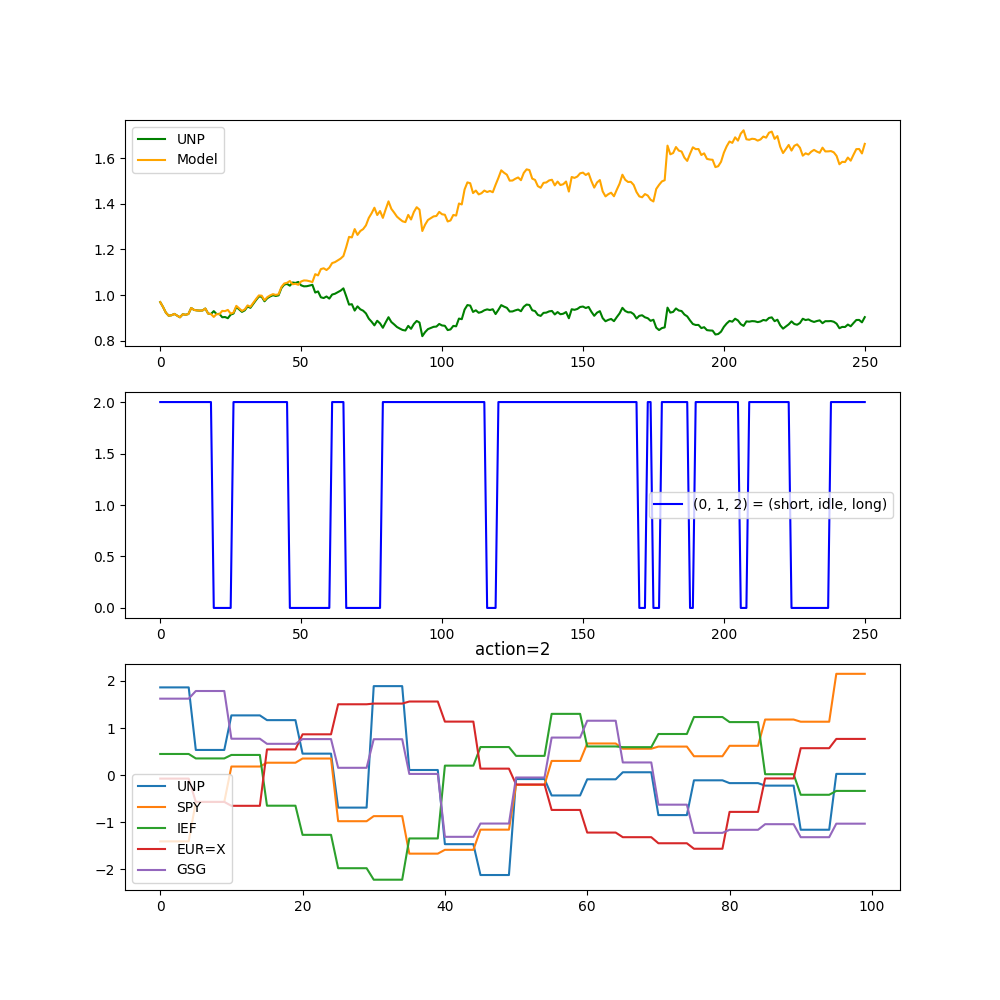 UNP
Model
1.6
1.4
1.2
1.0
0.8
0 50 100 150 200 250
2.0
1.5
1.0
0.5
0.0
(0, 1, 2) = (short, idle, long)
0 50 100 150 200 250
action=2
2
1
0
−1
−2
UNP
SPY
IEF
EUR=X
GSG
0 20 40 60 80 100